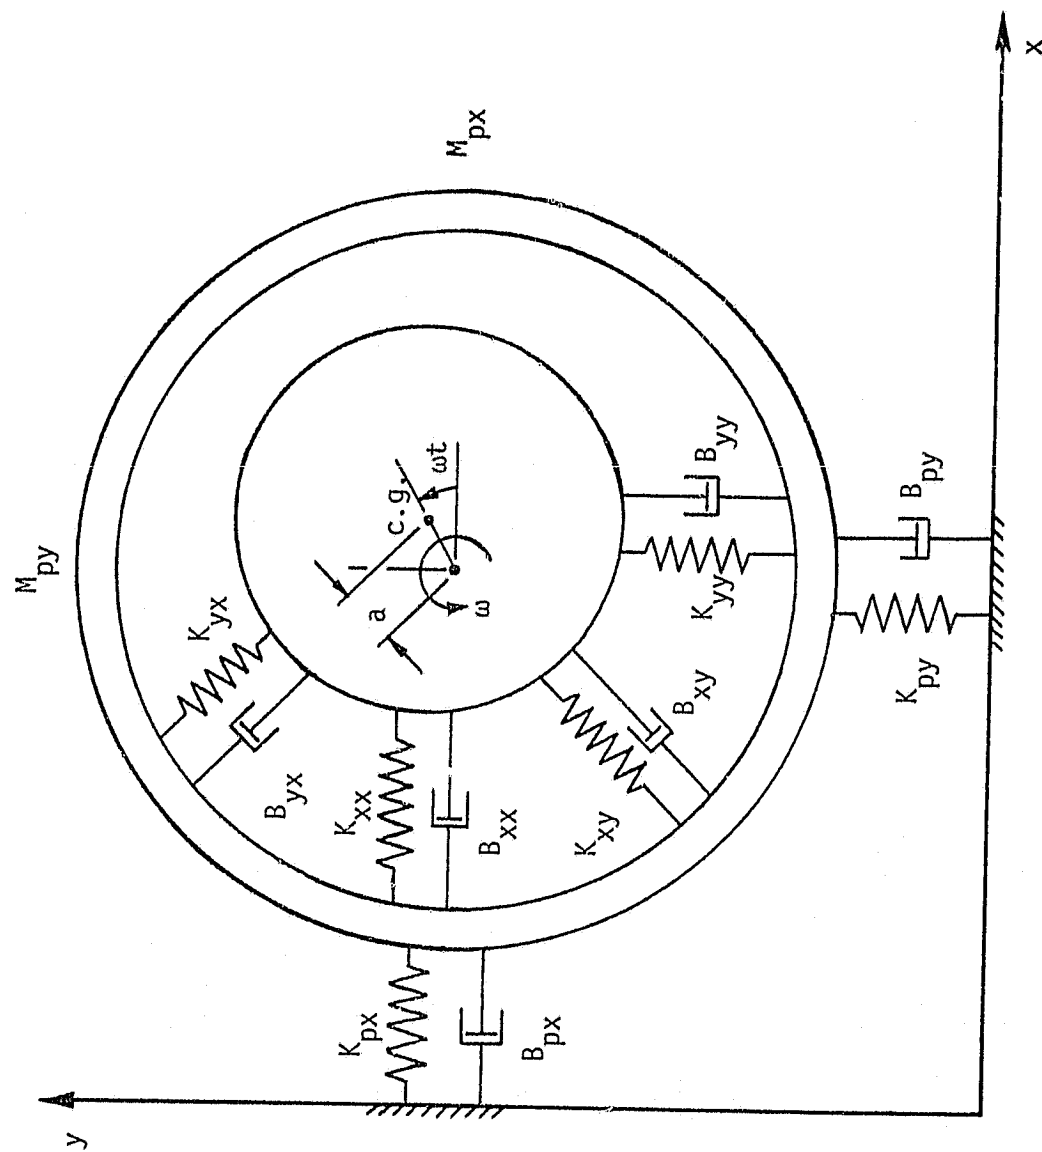 y
M_py
M_px
K_yx
B_yx
c.g.
ωt
a
ω
K_xx
B_xx
K_yy
B_yy
K_xy
B_xy
K_px
B_px
K_py
B_py
x